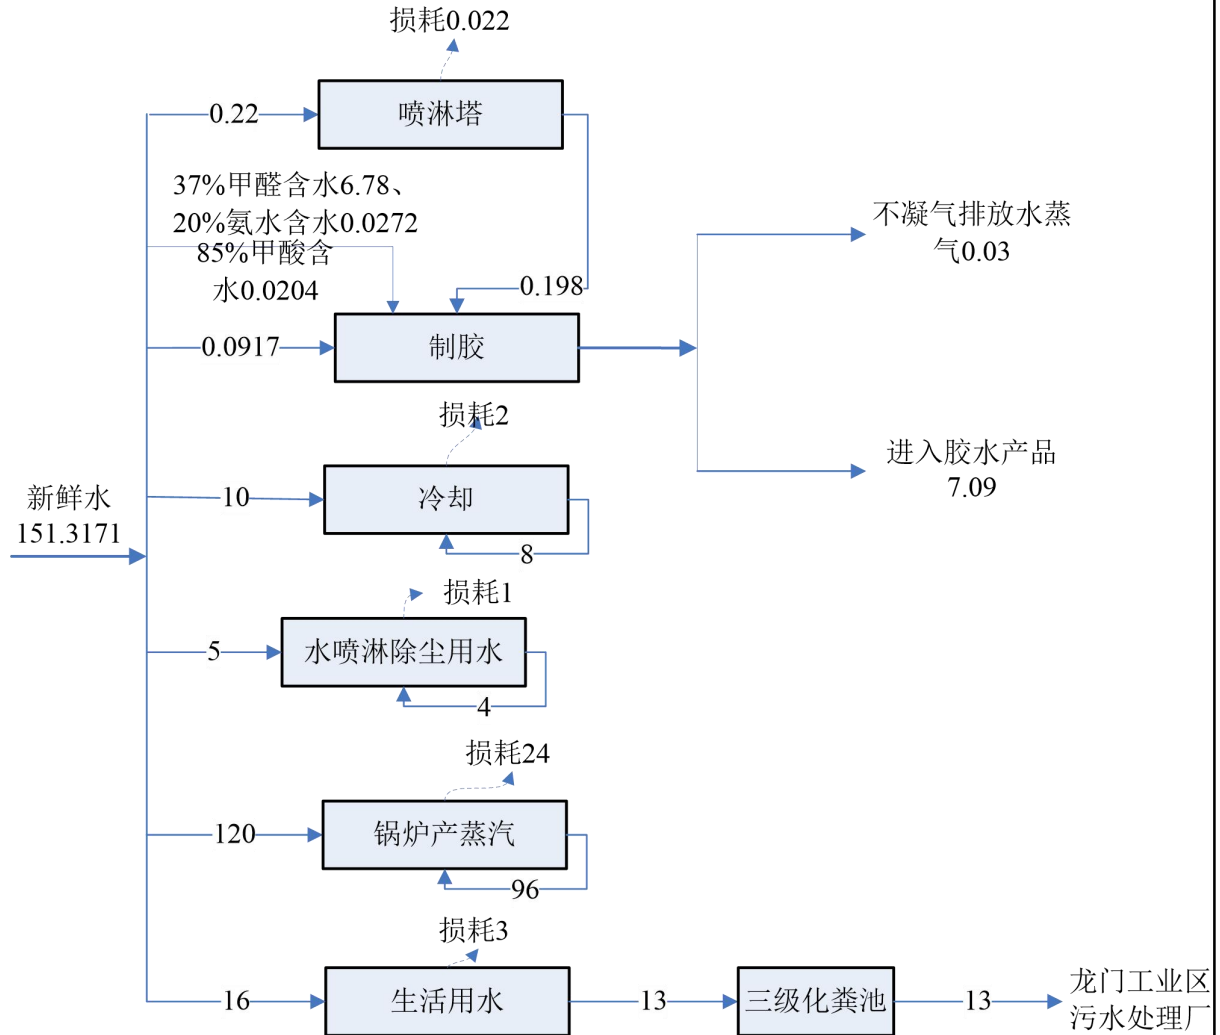 损耗0.022
喷淋塔
0.22
37%甲醛含水6.78、
20%氨水含水0.0272
85%甲酸含
水0.0204
0.198
不凝气排放水蒸
气0.03
0.0917
制胶
损耗2
进入胶水产品
7.09
新鲜水
151.3171
10
冷却
8
损耗1
5
水喷淋除尘用水
4
损耗24
120
锅炉产蒸汽
96
损耗3
16
生活用水
13
三级化粪池
13
龙门工业区
污水处理厂